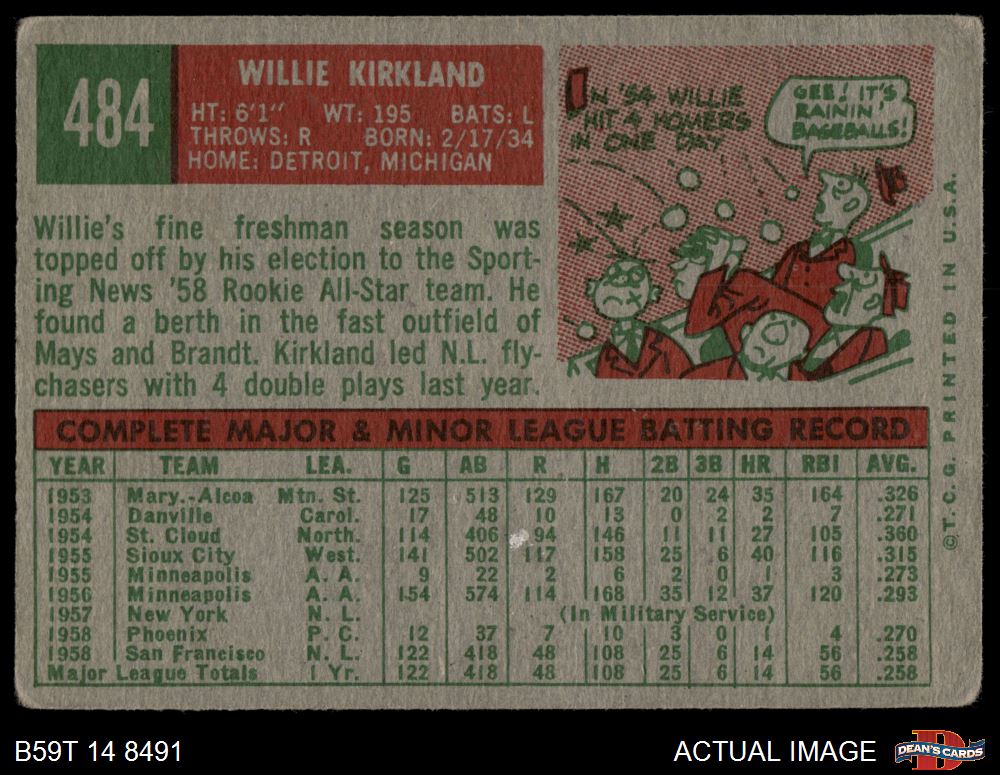 484
WILLIE KIRKLAND
HT: 6'1" WT: 195 BATS: L
THROWS: R BORN: 2/17/34
HOME: DETROIT, MICHIGAN
IN '54 WILLIE
HIT 4 HOMERS
IN ONE DAY
GEE! IT'S
RAININ'
BASEBALLS!
Willie's fine freshman season was
topped off by his election to the Sport-
ing News '58 Rookie All-Star team. He
found a berth in the fast outfield of
Mays and Brandt. Kirkland led N.L. fly-
chasers with 4 double plays last year.
COMPLETE MAJOR & MINOR LEAGUE BATTING RECORD
YEAR TEAM LEA. G AB R H 2B 3B HR RBI AVG.
1953 Mary.-Alcoa Mtn. St. 125 513 129 167 20 24 35 164 .326
1954 Danville Carol. 17 48 10 13 0 2 2 7 .271
1954 St. Cloud North. 114 406 94 146 11 11 27 105 .360
1955 Sioux City West. 141 502 117 158 25 6 40 116 .315
1955 Minneapolis A. A. 9 22 2 6 2 0 1 3 .273
1956 Minneapolis A. A. 154 574 114 168 35 12 37 120 .293
1957 New York N. L. (In Military Service)
1958 Phoenix P. C. 12 37 7 10 3 0 1 4 .270
1958 San Francisco N. L. 122 418 48 108 25 6 14 56 .258
Major League Totals 1 Yr. 122 418 48 108 25 6 14 56 .258
©T. C. G. PRINTED IN U.S.A.
B59T 14 8491
ACTUAL IMAGE
D
DEAN'S CARDS